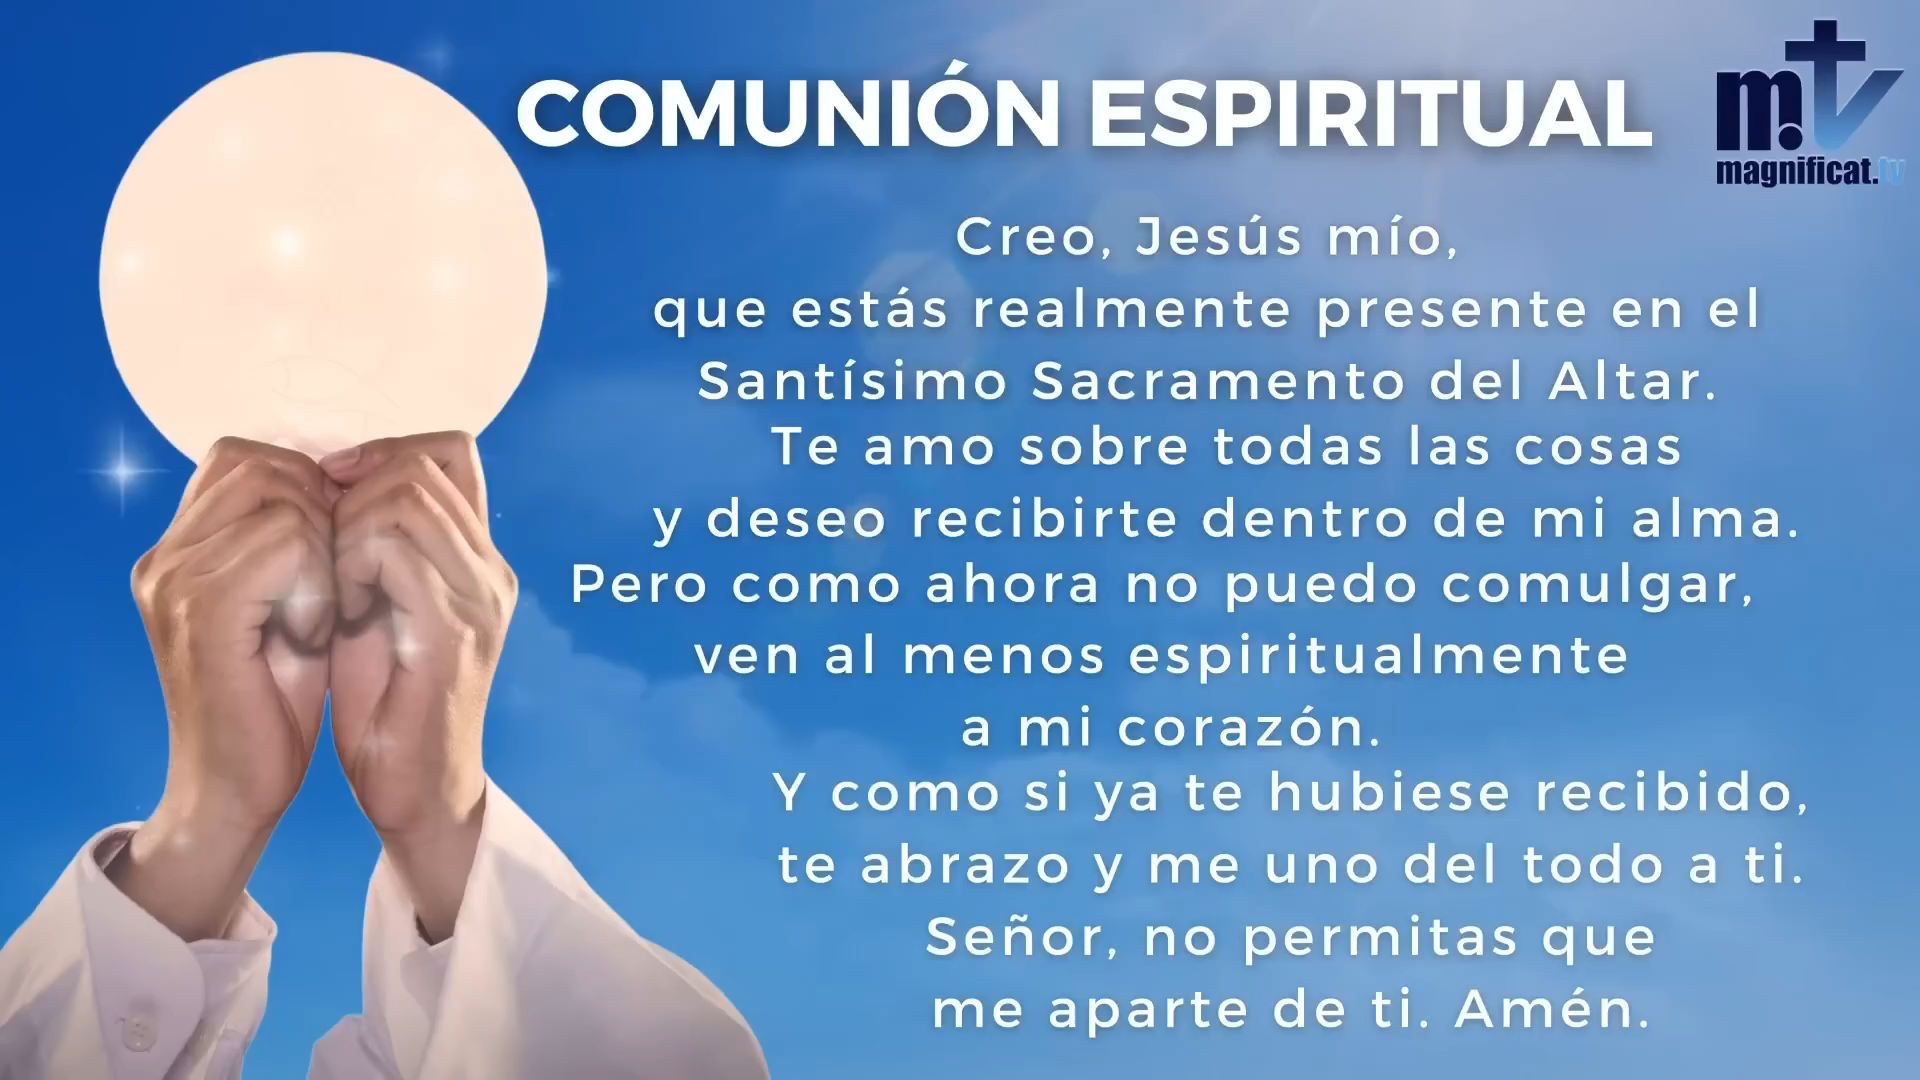 COMUNIÓN ESPIRITUAL
mtv
magnificat.tv
Creo, Jesús mío,
que estás realmente presente en el
Santísimo Sacramento del Altar.
Te amo sobre todas las cosas
y deseo recibirte dentro de mi alma.
Pero como ahora no puedo comulgar,
ven al menos espiritualmente
a mi corazón.
Y como si ya te hubiese recibido,
te abrazo y me uno del todo a ti.
Señor, no permitas que
me aparte de ti. Amén.